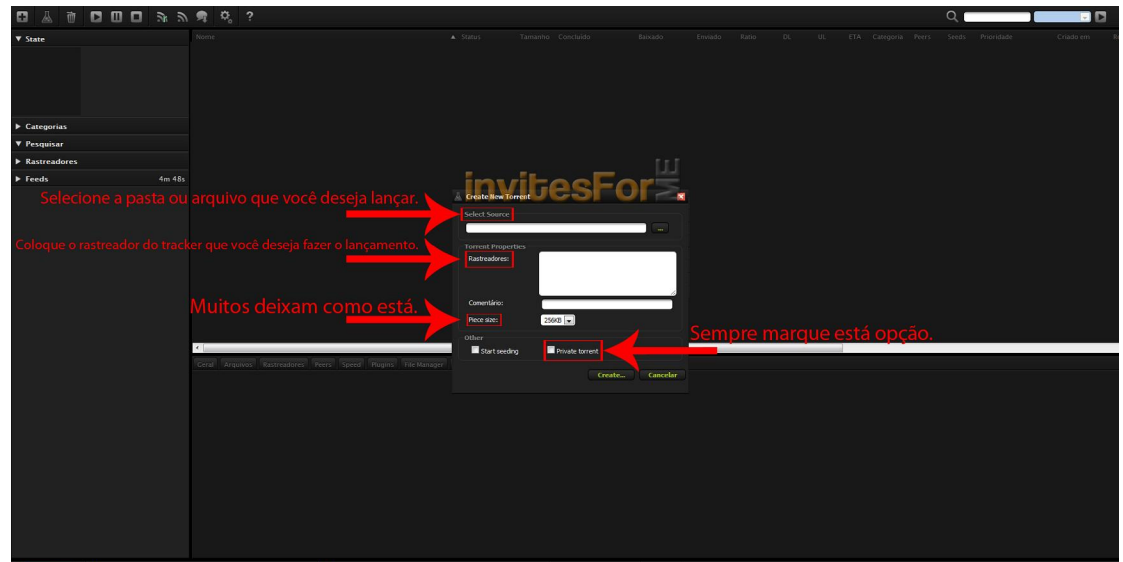 ?
State
Nome
Status
Tamanho
Concluído
Baixado
Enviado
Ratio
DL
UL
ETA
Categoria
Peers
Seeds
Prioridade
Criado em
Categorias
Pesquisar
Rastreadores
Feeds 4m 48s
invitesFor ME
Create New Torrent
Selecione a pasta ou arquivo que você deseja lançar.
Select Source
...
Coloque o rastreador do tracker que você deseja fazer o lançamento.
Torrent Properties
Rastreadores:
Comentário:
Muitos deixam como está.
Piece size: 256KB
Sempre marque está opção.
Other
Start seeding
Private torrent
Geral Arquivos Rastreadores Peers Speed Plugins File Manager
Create... Cancelar